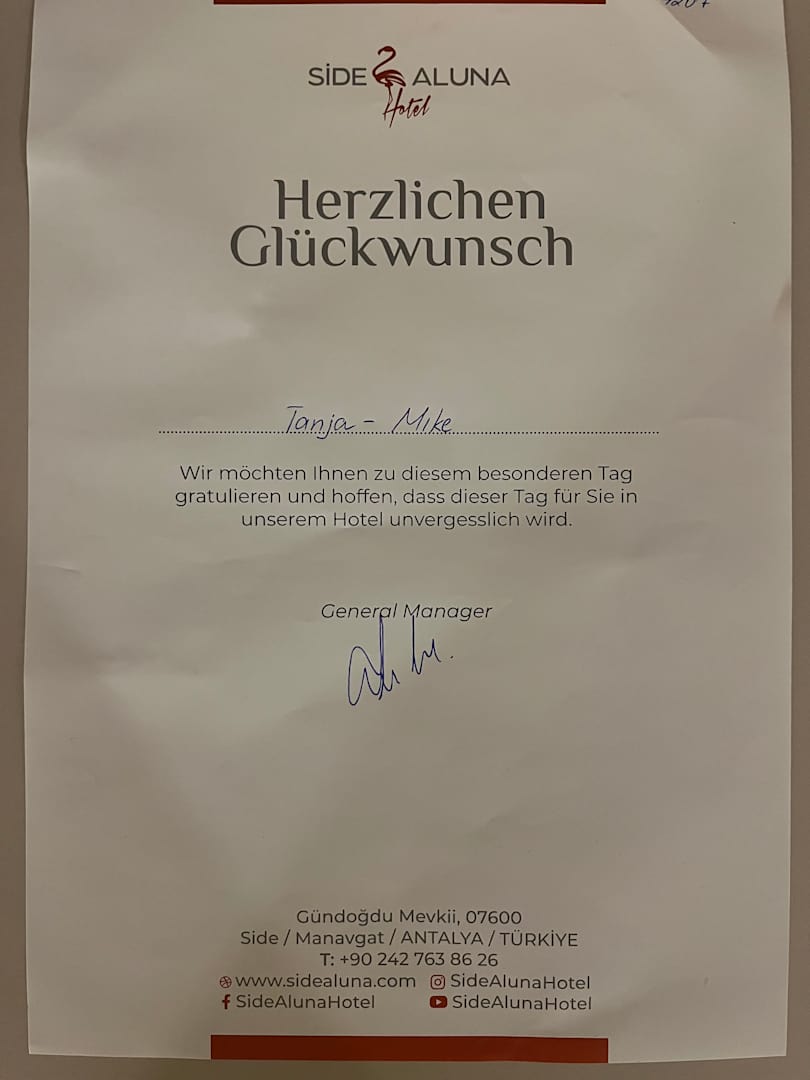 SİDE ALUNA
Hotel
Herzlichen
Glückwunsch
Tanja - Mike
Wir möchten Ihnen zu diesem besonderen Tag
gratulieren und hoffen, dass dieser Tag für Sie in
unserem Hotel unvergesslich wird.
General Manager
Gündoğdu Mevkii, 07600
Side / Manavgat / ANTALYA / TÜRKİYE
T: +90 242 763 86 26
www.sidealuna.com SideAlunaHotel
SideAlunaHotel SideAlunaHotel